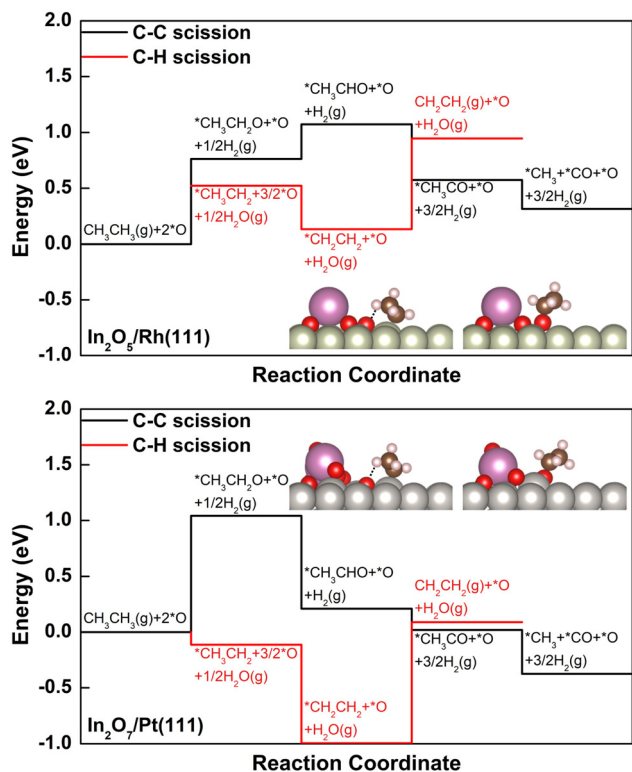 2.0
1.5
1.0
0.5
0.0
-0.5
-1.0
Energy (eV)
C-C scission
C-H scission
CH₃CH₃(g)+2*O
*CH₃CH₂O+*O
+1/2H₂(g)
*CH₃CHO+*O
+H₂(g)
CH₂CH₂(g)+*O
+H₂O(g)
*CH₃CH₂+3/2*O
+1/2H₂O(g)
*CH₂CH₂+*O
+H₂O(g)
*CH₃CO+*O
+3/2H₂(g)
*CH₃+*CO+*O
+3/2H₂(g)
In₂O₅/Rh(111)
Reaction Coordinate
2.0
1.5
1.0
0.5
0.0
-0.5
-1.0
Energy (eV)
C-C scission
C-H scission
*CH₃CH₂O+*O
+1/2H₂(g)
CH₃CH₃(g)+2*O
*CH₃CHO+*O
+H₂(g)
CH₂CH₂(g)+*O
+H₂O(g)
*CH₃CH₂+3/2*O
+1/2H₂O(g)
*CH₃CO+*O
+3/2H₂(g)
*CH₃+*CO+*O
+3/2H₂(g)
*CH₂CH₂+*O
+H₂O(g)
In₂O₇/Pt(111)
Reaction Coordinate